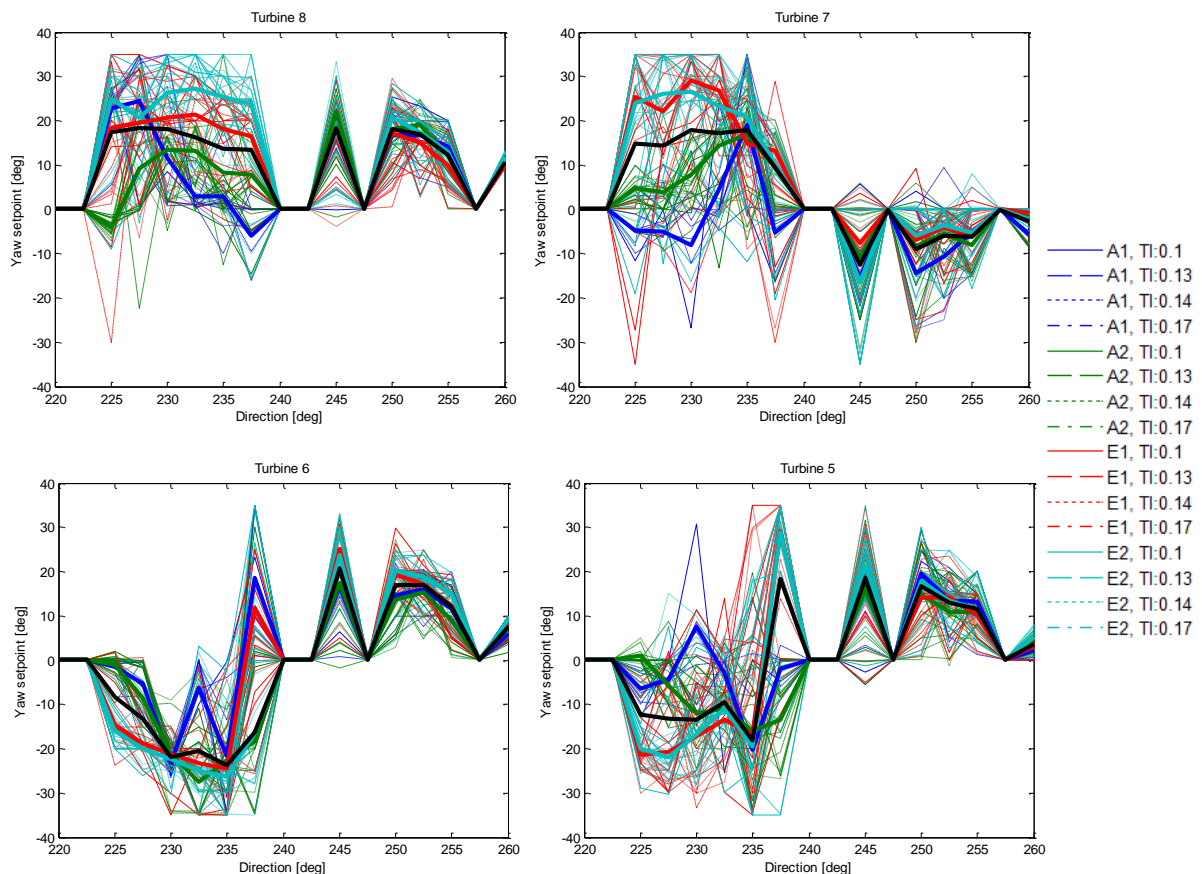 Turbine 8
Yaw setpoint [deg]
40
30
20
10
0
-10
-20
-30
-40
220 225 230 235 240 245 250 255 260
Direction [deg]
Turbine 7
Yaw setpoint [deg]
40
30
20
10
0
-10
-20
-30
-40
220 225 230 235 240 245 250 255 260
Direction [deg]
Turbine 6
Yaw setpoint [deg]
40
30
20
10
0
-10
-20
-30
-40
220 225 230 235 240 245 250 255 260
Direction [deg]
Turbine 5
Yaw setpoint [deg]
40
30
20
10
0
-10
-20
-30
-40
220 225 230 235 240 245 250 255 260
Direction [deg]
A1, TI:0.1
A1, TI:0.13
A1, TI:0.14
A1, TI:0.17
A2, TI:0.1
A2, TI:0.13
A2, TI:0.14
A2, TI:0.17
E1, TI:0.1
E1, TI:0.13
E1, TI:0.14
E1, TI:0.17
E2, TI:0.1
E2, TI:0.13
E2, TI:0.14
E2, TI:0.17